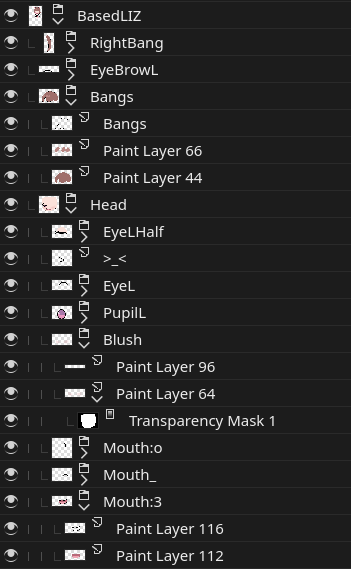 BasedLIZ
RightBang
EyeBrowL
Bangs
Bangs
Paint Layer 66
Paint Layer 44
Head
EyeLHalf
>_<
EyeL
PupilL
Blush
Paint Layer 96
Paint Layer 64
Transparency Mask 1
Mouth:o
Mouth_
Mouth:3
Paint Layer 116
Paint Layer 112